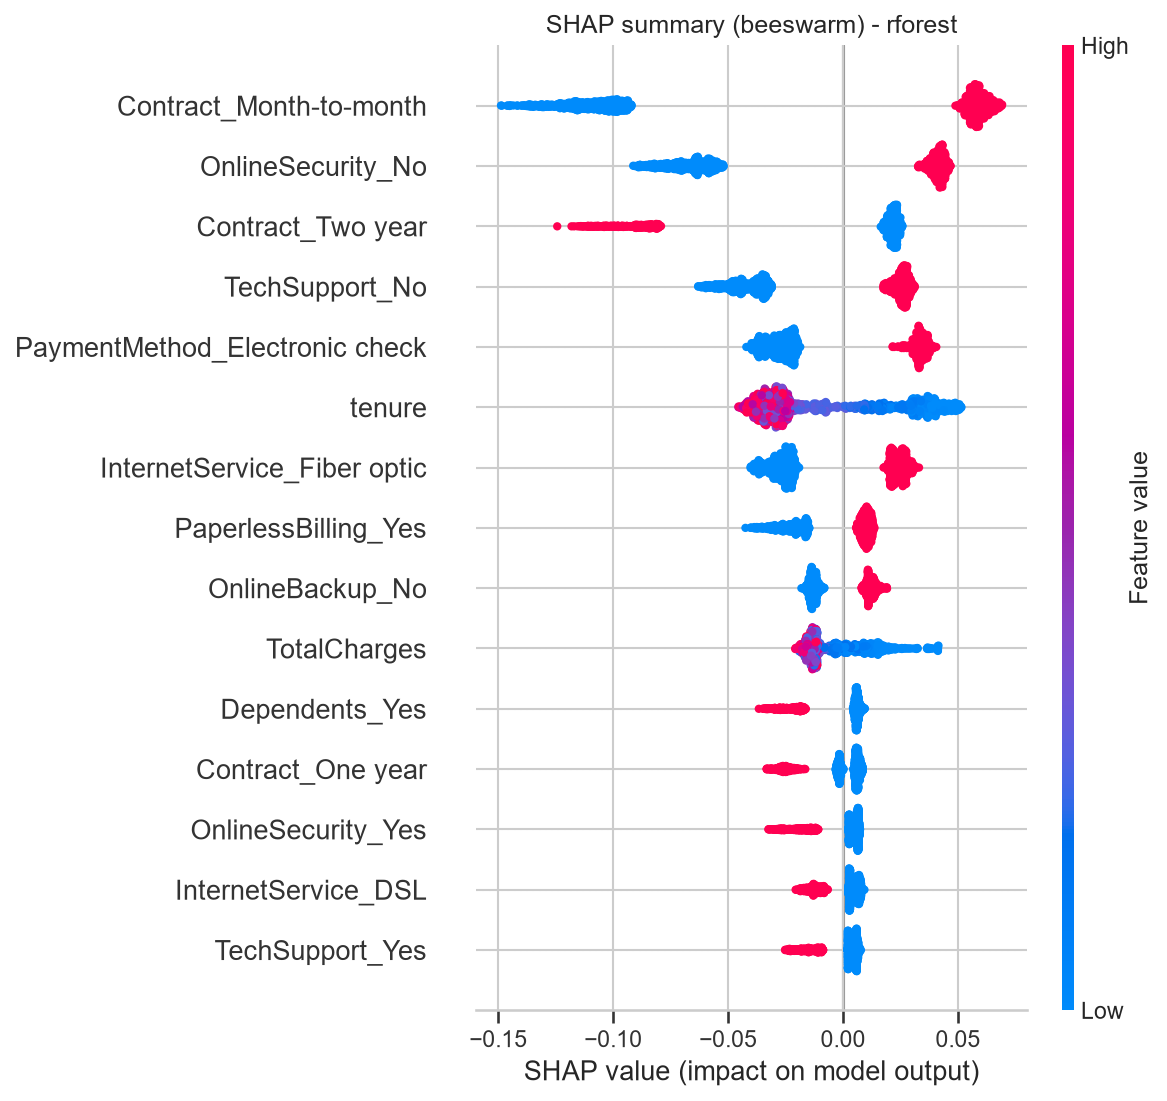 SHAP summary (beeswarm) - rforest
High
Contract_Month-to-month
OnlineSecurity_No
Contract_Two year
TechSupport_No
PaymentMethod_Electronic check
tenure
InternetService_Fiber optic
PaperlessBilling_Yes
OnlineBackup_No
TotalCharges
Dependents_Yes
Contract_One year
OnlineSecurity_Yes
InternetService_DSL
TechSupport_Yes
Feature value
Low
−0.15 −0.10 −0.05 0.00 0.05
SHAP value (impact on model output)